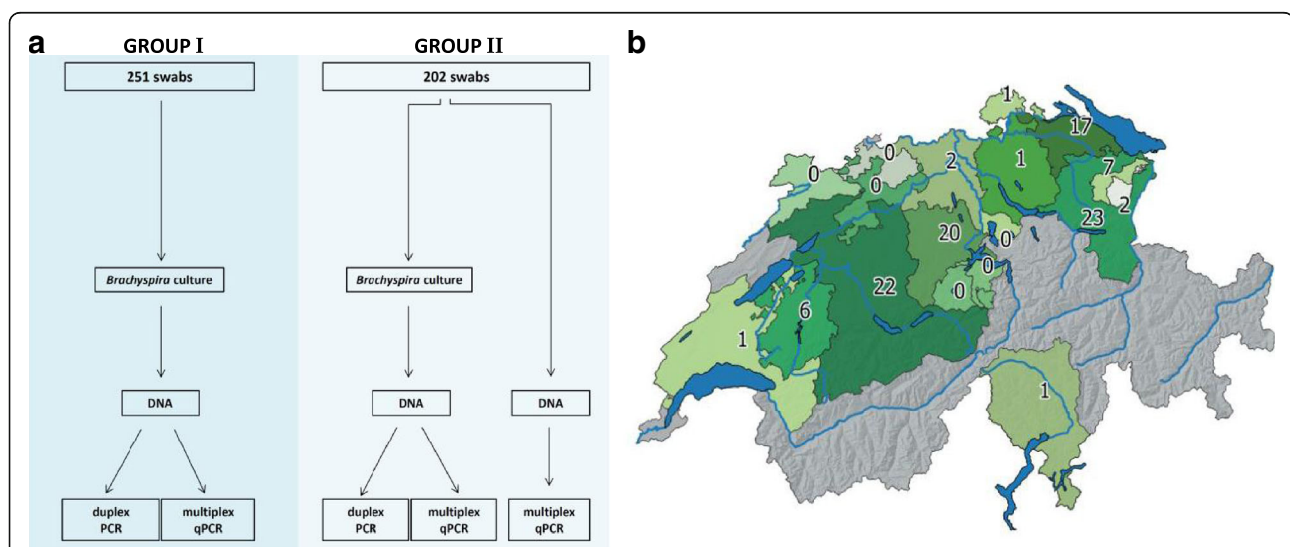 a
GROUP I
GROUP II
251 swabs
202 swabs
Brachyspira culture
Brachyspira culture
DNA
DNA
DNA
duplex
PCR
multiplex
qPCR
duplex
PCR
multiplex
qPCR
multiplex
qPCR
b
1
17
0
2
1
7
0
0
2
23
20
0
0
22
0
6
1
1